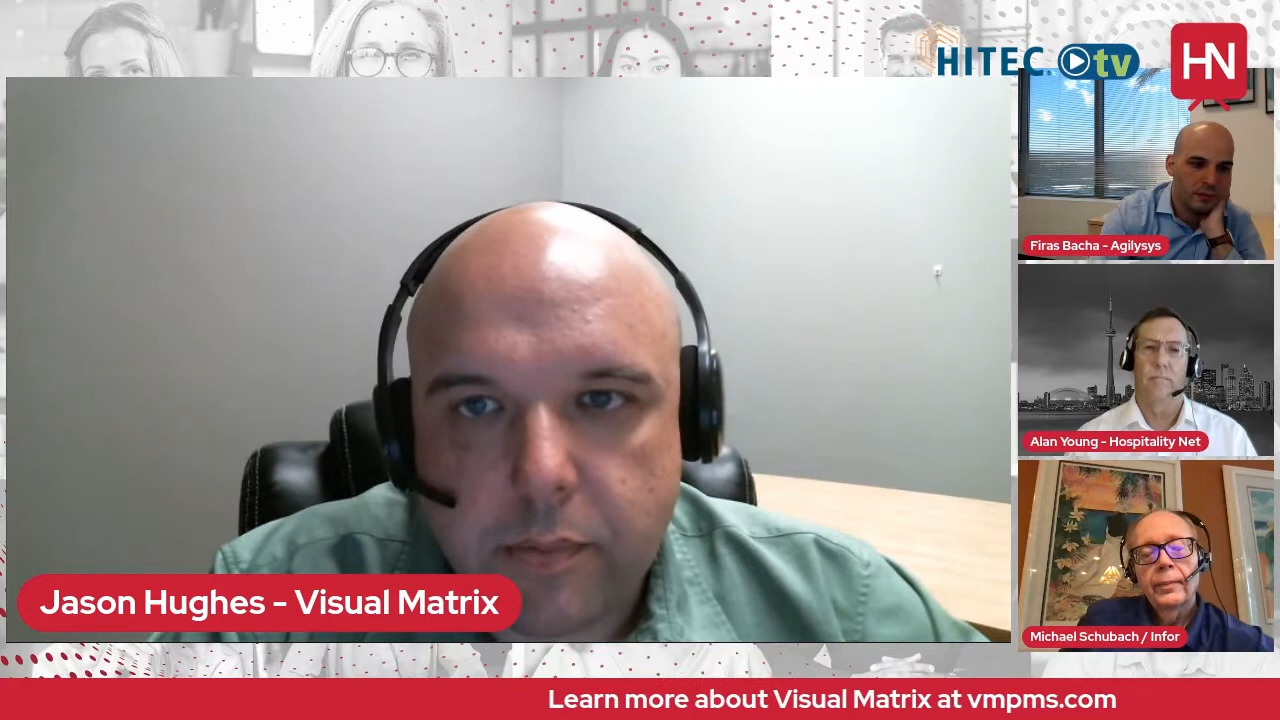 HITEC tv
HN
Firas Bacha - Agilysys
Alan Young - Hospitality Net
Jason Hughes - Visual Matrix
Michael Schubach / Infor
Learn more about Visual Matrix at vmpms.com